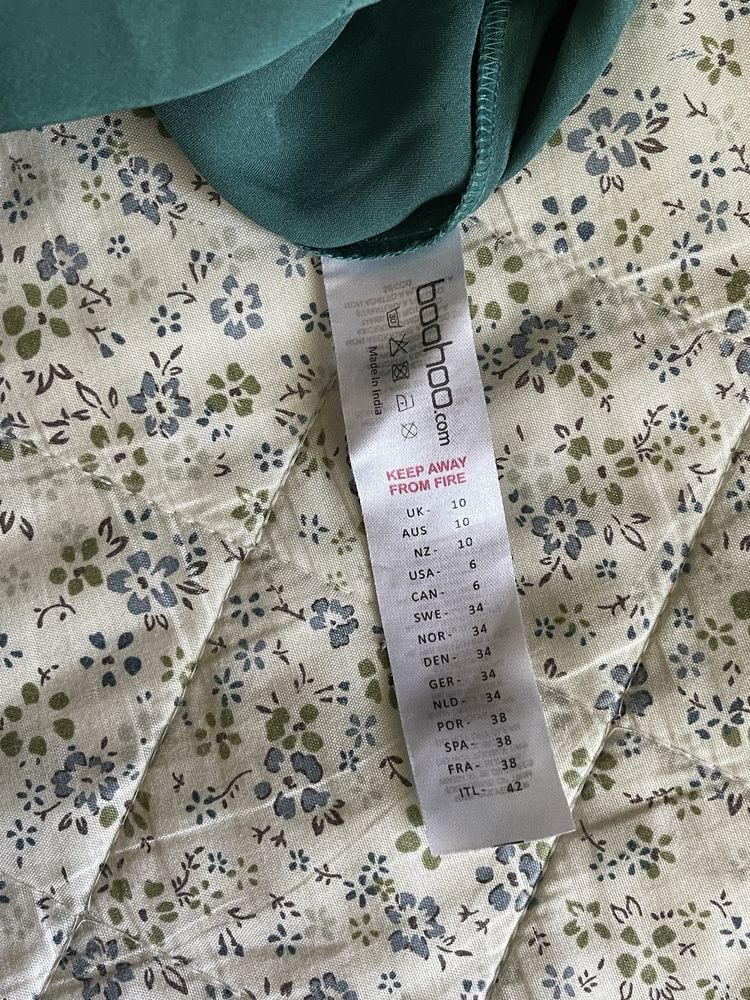 boohoo.com
30
Made in India
KEEP AWAY
FROM FIRE
UK- 10
AUS 10
NZ- 10
USA- 6
CAN- 6
SWE- 34
NOR- 34
DEN- 34
GER- 34
NLD- 34
POR- 38
SPA- 38
FRA- 38
ITL- 42